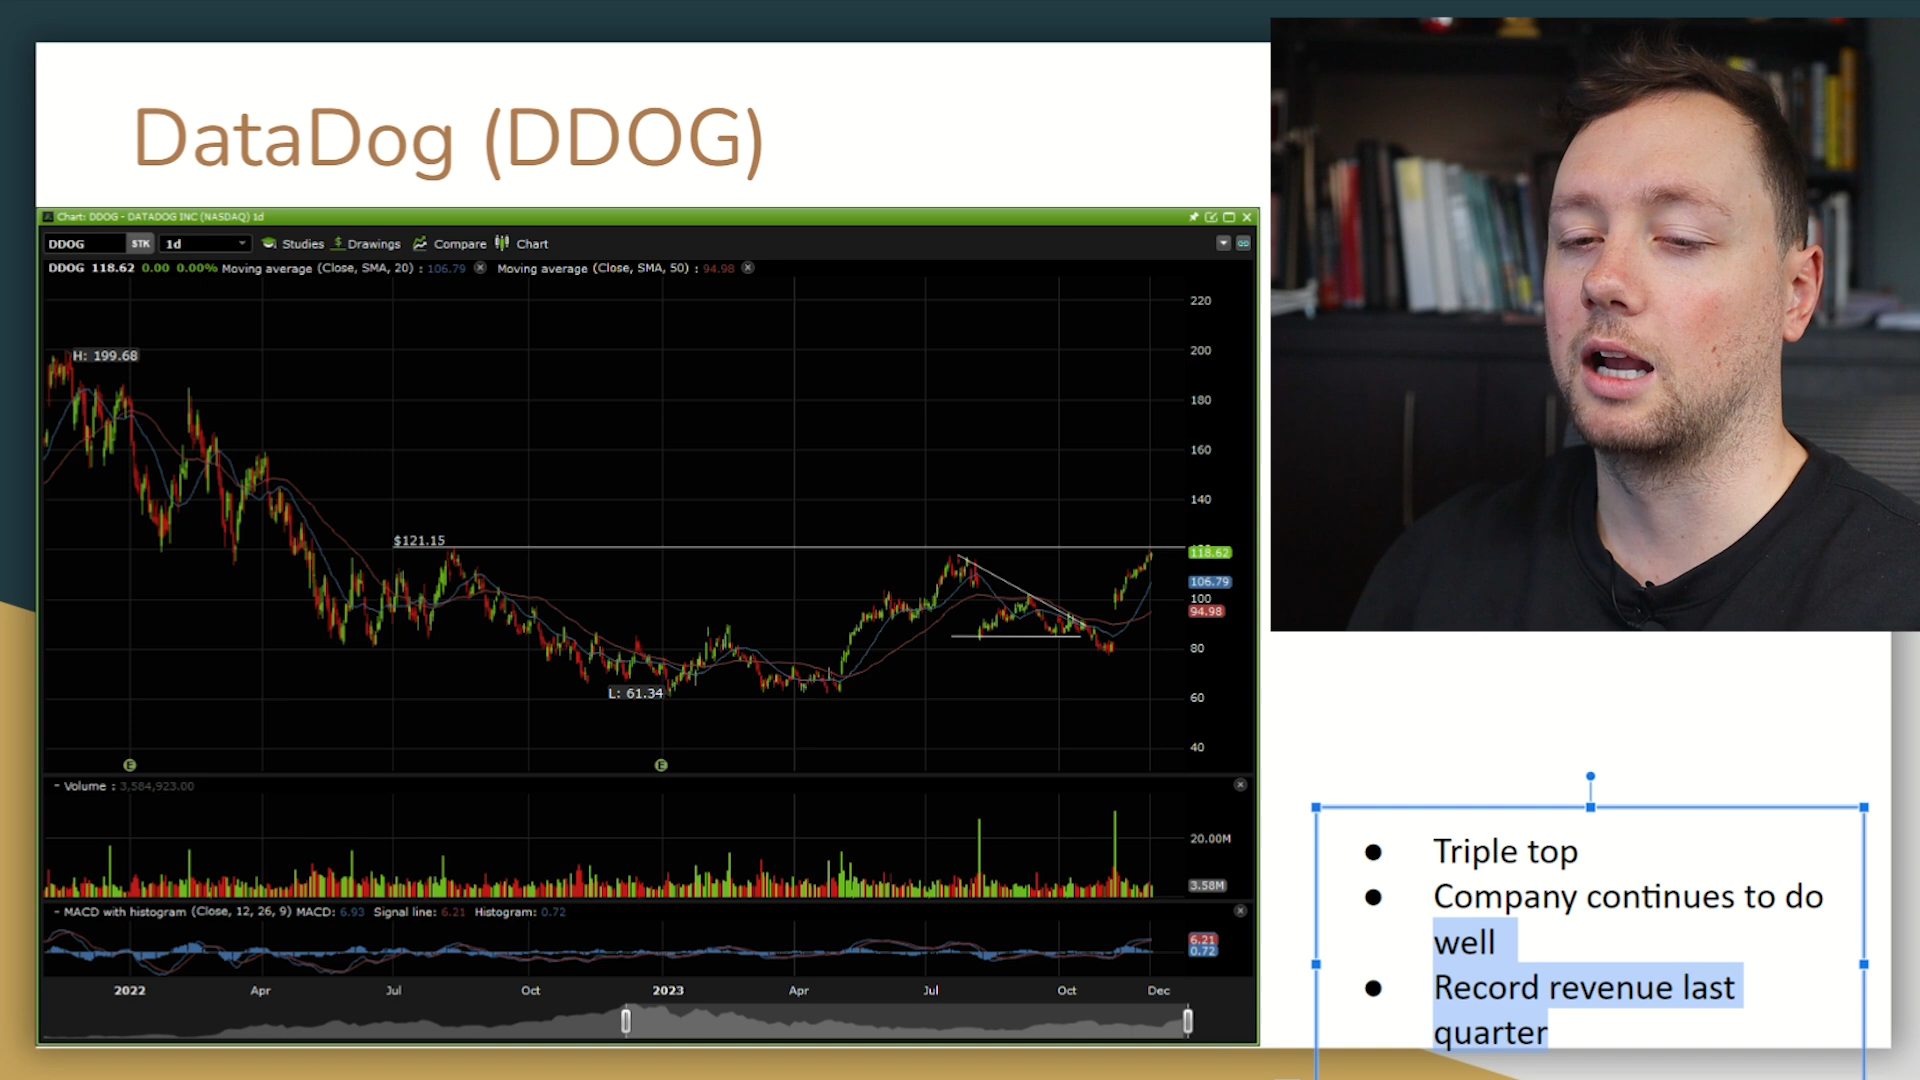 DataDog (DDOG)
Chart: DDOG - DATADOG INC (NASDAQ) 1d
DDOG STK 1d Studies Drawings Compare Chart
DDOG 118.62 0.00 0.00% Moving average (Close, SMA, 20) : 106.79 Moving average (Close, SMA, 50) : 94.98
220
H: 199.68
200
180
160
140
$121.15
118.62
106.79
100
94.98
80
L: 61.34
60
40
E E
- Volume : 3,584,923.00
20.00M
3.58M
- MACD with histogram (Close, 12, 26, 9) MACD: 6.93 Signal line: 6.21 Histogram: 0.72
6.21
0.72
2022 Apr Jul Oct 2023 Apr Jul Oct Dec
● Triple top
● Company continues to do
well
● Record revenue last
quarter